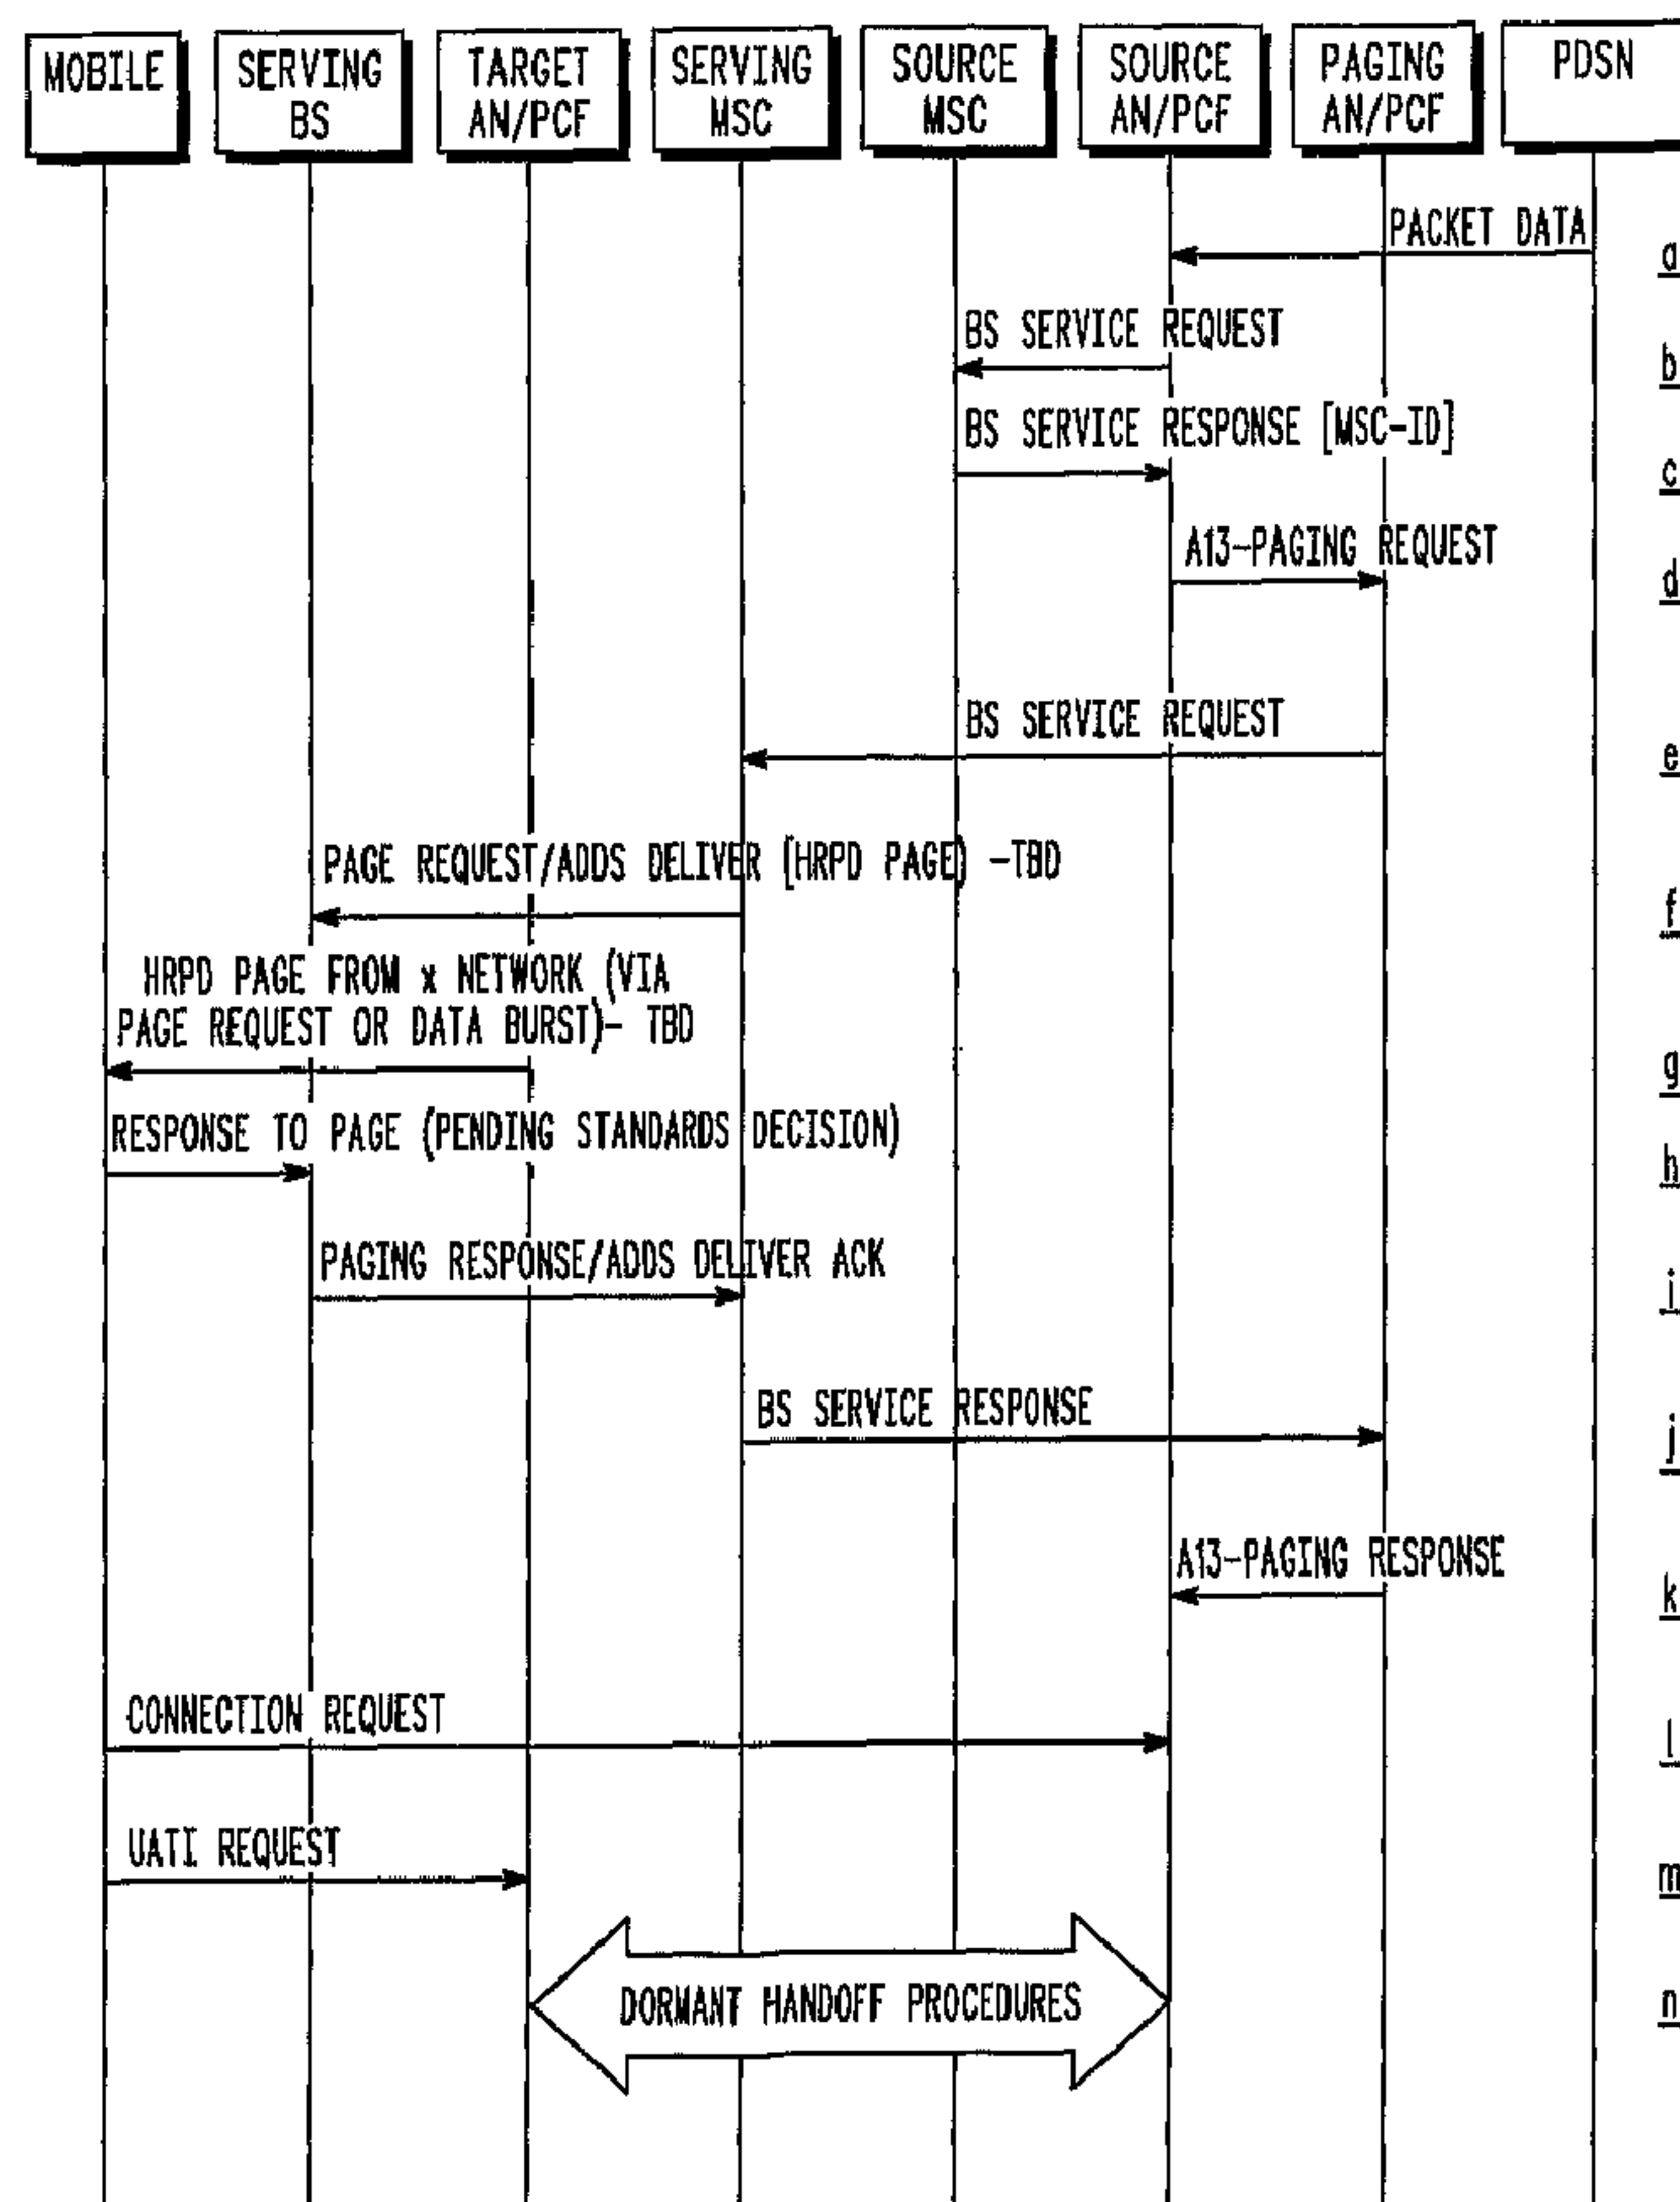 MOBILE
SERVING
BS
TARGET
AN/PCF
SERVING
MSC
SOURCE
MSC
SOURCE
AN/PCF
PAGING
AN/PCF
PDSN
PACKET DATA
a
BS SERVICE REQUEST
b
BS SERVICE RESPONSE [MSC-ID]
c
A13-PAGING REQUEST
d
BS SERVICE REQUEST
e
PAGE REQUEST/ADDS DELIVER (HRPD PAGE) -TBD
f
HRPD PAGE FROM x NETWORK (VIA
PAGE REQUEST OR DATA BURST)- TBD
g
RESPONSE TO PAGE (PENDING STANDARDS DECISION)
h
PAGING RESPONSE/ADDS DELIVER ACK
i
BS SERVICE RESPONSE
j
A13-PAGING RESPONSE
k
CONNECTION REQUEST
l
UATI REQUEST
m
DORMANT HANDOFF PROCEDURES
n